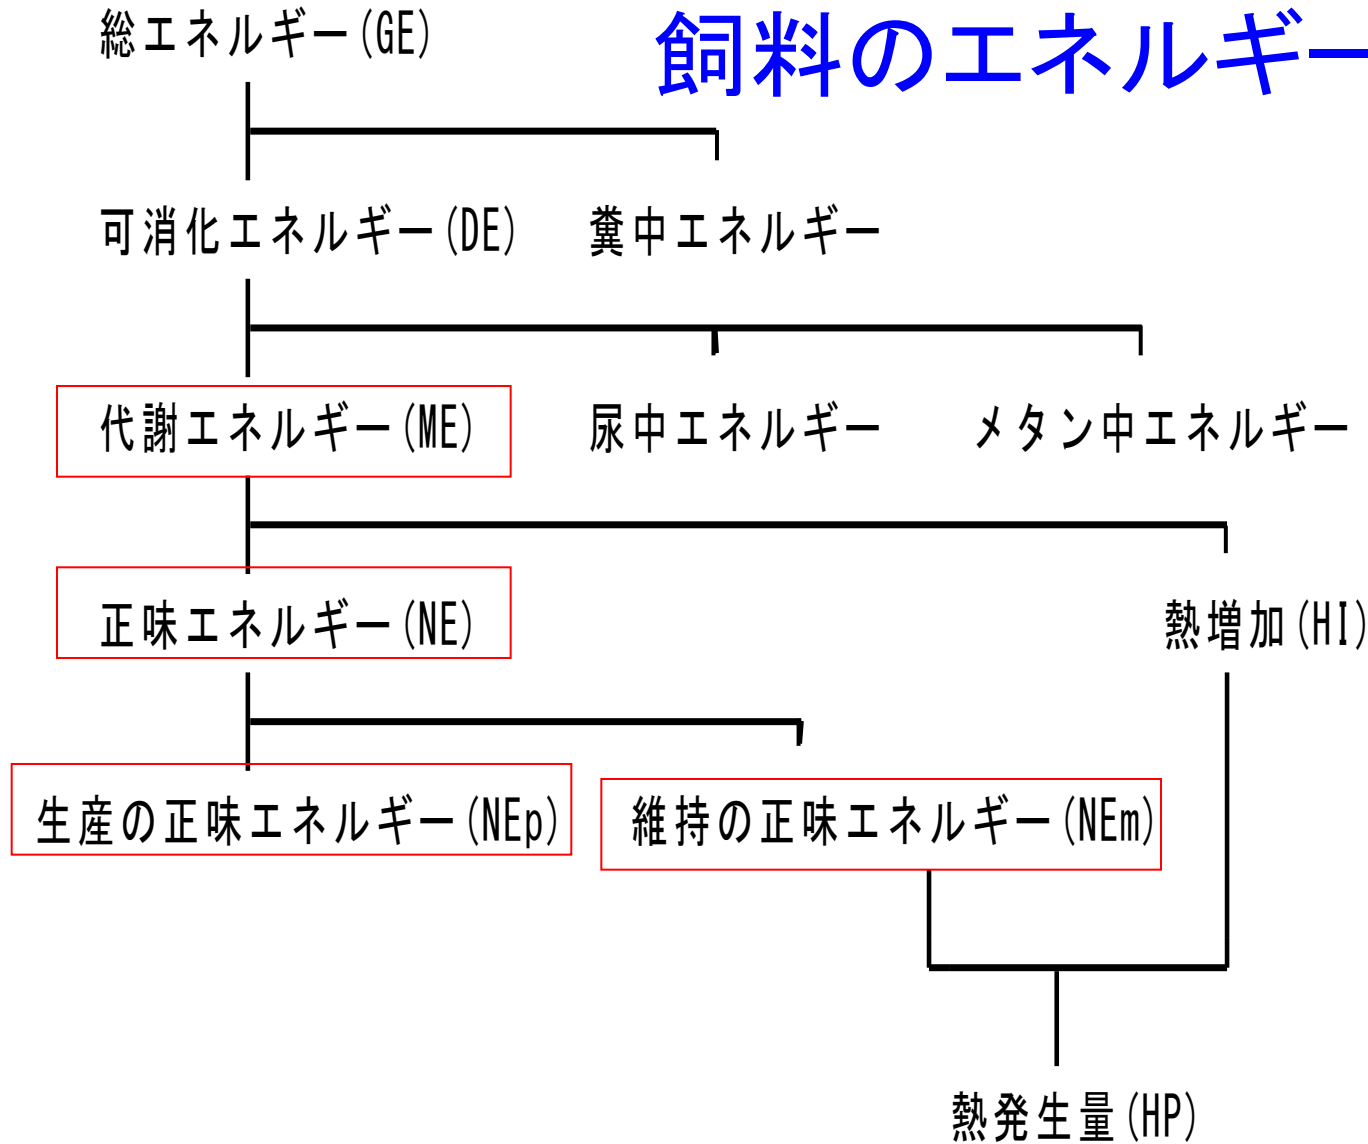 総エネルギー(GE)
飼料のエネルギー
可消化エネルギー(DE)
糞中エネルギー
代謝エネルギー(ME)
尿中エネルギー
メタン中エネルギー
正味エネルギー(NE)
熱増加(HI)
生産の正味エネルギー(NEp)
維持の正味エネルギー(NEm)
熱発生量(HP)